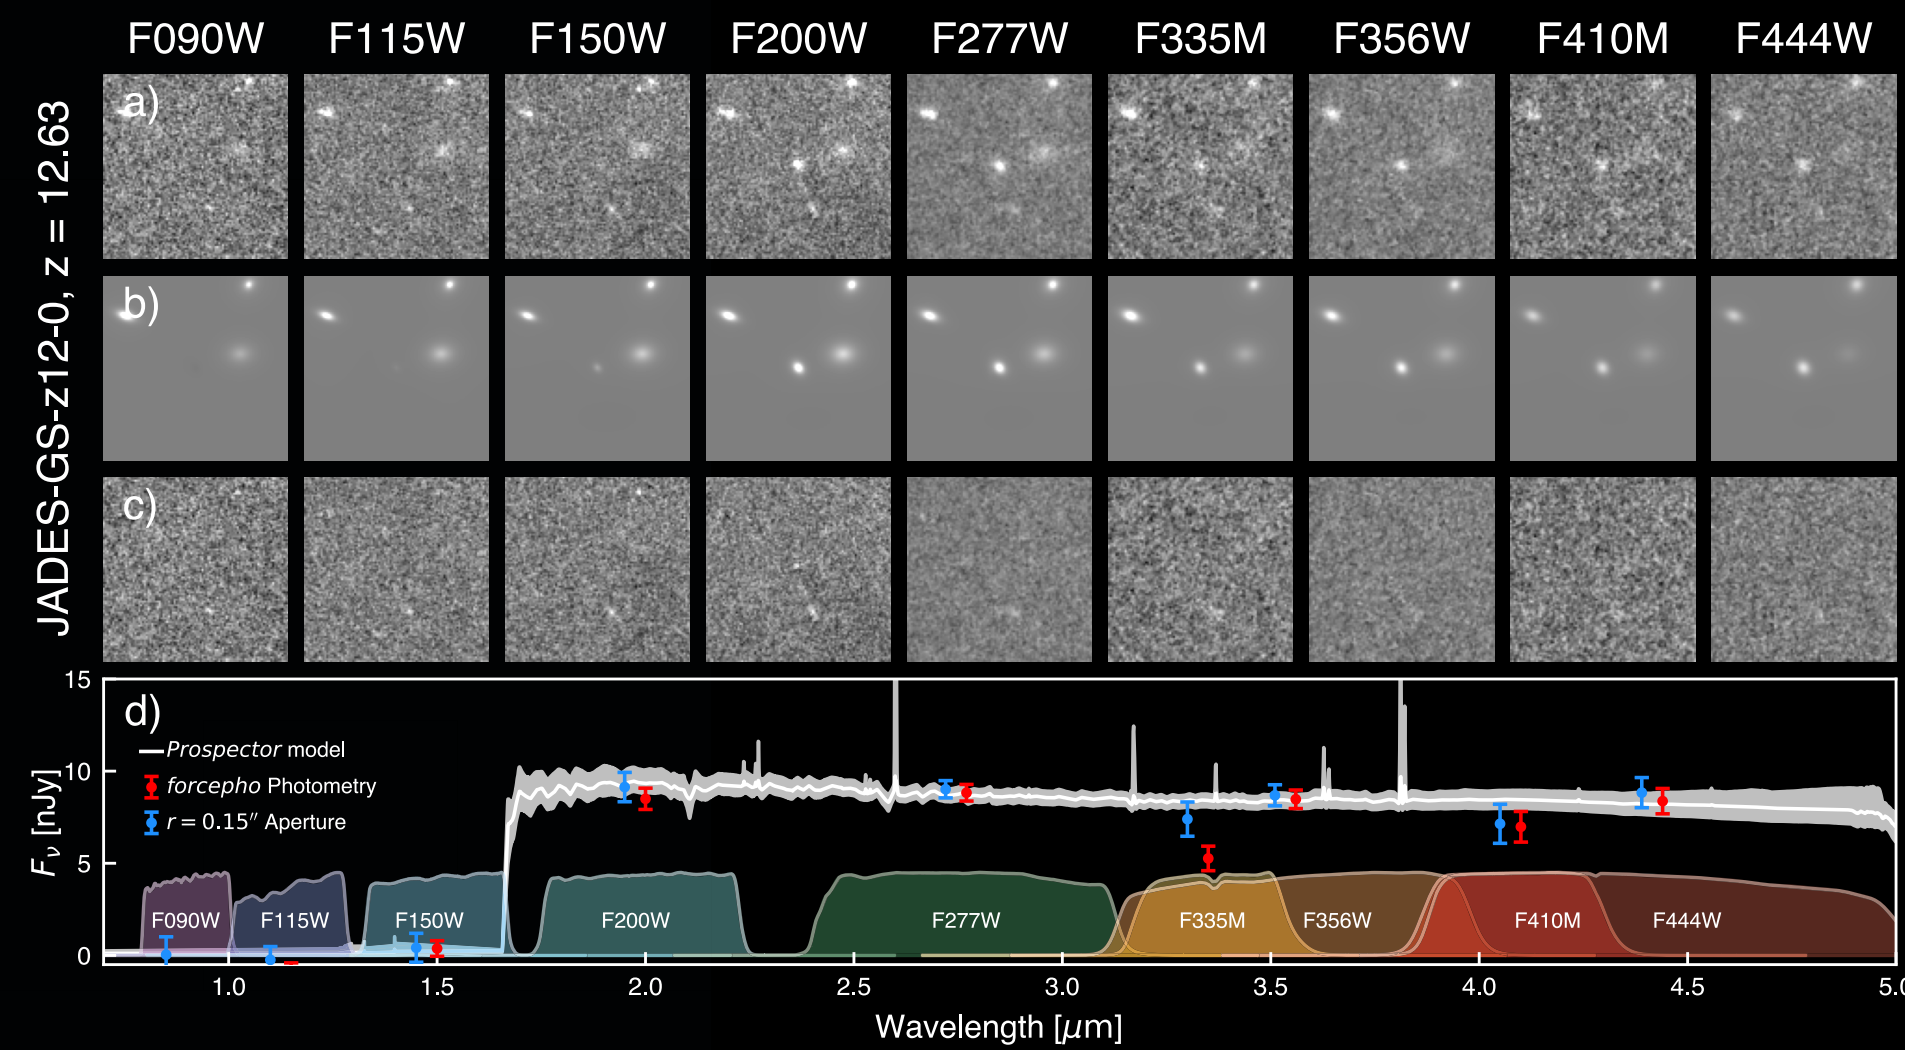 F090W F115W F150W F200W F277W F335M F356W F410M F444W
JADES-GS-z12-0, z = 12.63
a)
b)
c)
d)
Prospector model
forcepho Photometry
r = 0.15″ Aperture
Fν [nJy]
15
10
5
0
F090W F115W F150W F200W F277W F335M F356W F410M F444W
1.0 1.5 2.0 2.5 3.0 3.5 4.0 4.5 5.0
Wavelength [μm]